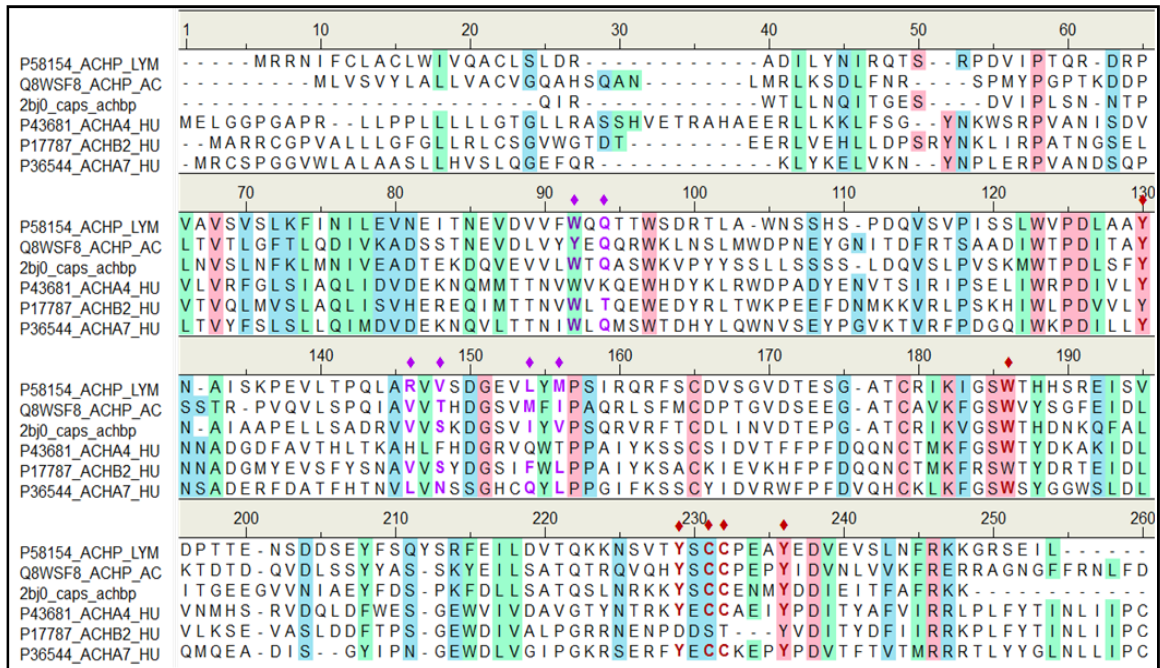 1 10 20 30 40 50 60
P58154_ACHP_LYM -----MRRNIFCLACLWIVQACLSLDR------------ADILYNIRQTS--RPDVIPTQR-DRP
Q8WSF8_ACHP_AC ---------MLVSVYLALLVACVGQAHSQAN--------LMRLKSDLFNR---SPMYPGPTKDDP
2bj0_caps_achbp ------------------------QIR------------WTLLNQITGES----DVIPLSN-NTP
P43681_ACHA4_HU MELGGPGAPR--LLPPLLLLLGTGLLRASSHVETRAHAEERLLKKLFSG-YNKWSRPVANISDV
P17787_ACHB2_HU --MARRCGPVALLLGFGLLRLCSGVWGTDT---------EERLVEHLLDPSRYNKLIRPATNGSEL
P36544_ACHA7_HU --MRCSPGGVWLALAASLLHVSLQGEFQR----------KLYKELVKN--YNPLERPVANDSQP
70 80 90 100 110 120 130
♦ ♦ ♦
P58154_ACHP_LYM VAVSVSLKFINILEVNEITNEVDVVFWQQTTWSDRTLA-WNSSHS-PDQVSVPISSLWVPDLAAY
Q8WSF8_ACHP_AC LTVTLGFTLQDIVKADSSTNEVDLVYYEQQRWKLNSLMWDPNEYGNITDFRTSAADIWTPDITAY
2bj0_caps_achbp LNVSLNFKLMNIVEADTEKDQVEVVLWTQASWKVPYYSSLLSSSS-LDQVSLPVSKMWTPDLSFY
P43681_ACHA4_HU VLVRFGLSIAQLIDVDEKNQMMTTNVWVKQEWHDYKLRWDPADYENVTSIRIPSELIWRPDIVLY
P17787_ACHB2_HU VTVQLMVSLAQLISVHEREQIMTTNVWLTQEWEDYRLTWKPEEFDNMKKVRLPSKHIWLPDVVLY
P36544_ACHA7_HU LTVYFSLSLLQIMDVDEKNQVLTTNIWLQMSWTDHYLQWNVSEYPGVKTVRFPDGQIWKPDILLY
140 150 160 170 180 190
♦ ♦ ♦ ♦ ♦
P58154_ACHP_LYM N-AISKPEVLTPQLARVVSDGEVLYMPSIRQRFSCDVSGVDTESG-ATCRIKIGSWTHHSREISV
Q8WSF8_ACHP_AC SSTR-PVQVLSPQIAVVTHDGSVMFIPAQRLSFMCDPTGVDSEEG-ATCAVKFGSWVYSGFEIDL
2bj0_caps_achbp N-AIAAPELLSADRVVVSKDGSVIYVPSQRVRFTCDLINVDTEPG-ATCRIKVGSWTHDNKQFAL
P43681_ACHA4_HU NNADGDFAVTHLTKAHLFHDGRVQWTPPAIYKSSCSIDVTFFPFDQQNCTMKFGSWTYDKAKIDL
P17787_ACHB2_HU NNADGMYEVSFYSNAVVSYDGSIFWLPPAIYKSACKIEVKHFPFDQQNCTMKFRSWTYDRTEIDL
P36544_ACHA7_HU NSADERFDATFHTNVLVNSSGHCQYLPPGIFKSSCYIDVRWFPFDVQHCKLKFGSWSYGGWSLDL
200 210 220 230 240 250 260
♦ ♦ ♦ ♦
P58154_ACHP_LYM DPTTE-NSDDSEYFSQYSRFEILDVTQKKNSVTYSCCPEAYEDVEVSLNFRKKGRSEIL------
Q8WSF8_ACHP_AC KTDTD-QVDLSSYYAS-SKYEILSATQTRQVQHYSCCPEPYIDVNLVVKFRERRAGNGFFRNLFD
2bj0_caps_achbp ITGEEGVVNIAEYFDS-PKFDLLSATQSLNRKKYSCCENMYDDIEITFAFRKK------------
P43681_ACHA4_HU VNMHS-RVDQLDFWES-GEWVIVDAVGTYNTRKYECCAEIYPDITYAFVIRRLPLFYTINLIIPC
P17787_ACHB2_HU VLKSE-VASLDDFTPS-GEWDIVALPGRRNENPDDST--YVDITYDFIIRRKPLFYTINLLIIPC
P36544_ACHA7_HU QMQEA-DIS--GYIPN-GEWDLVGIPGKRSERFYECCKEPYPDVTFTVTMRRRTLYYGLNLLIPC